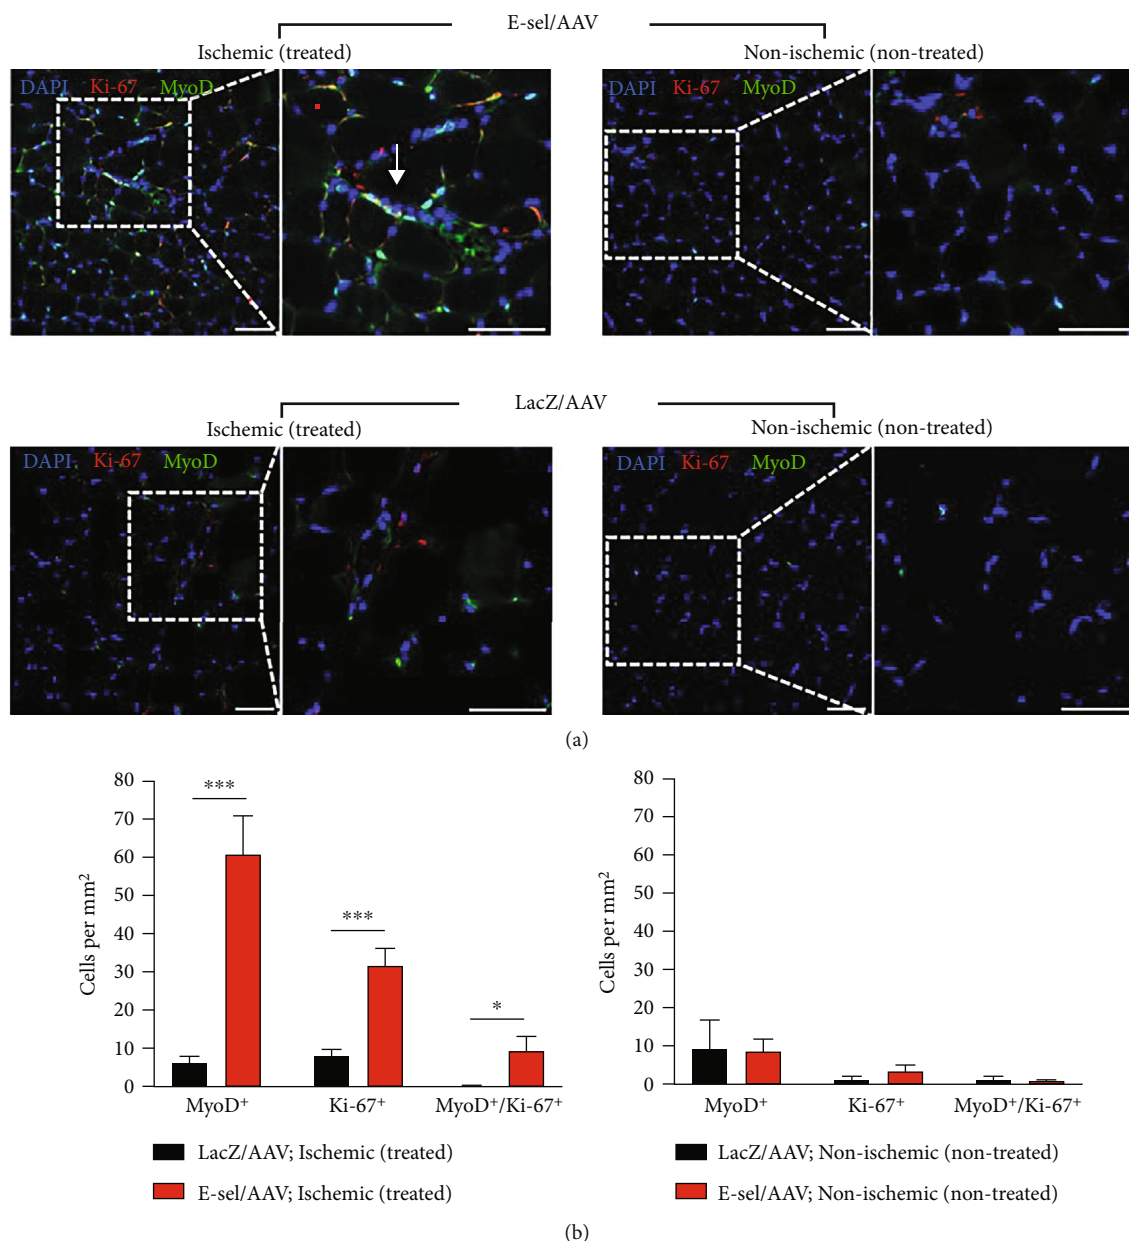 E-sel/AAV
Ischemic (treated)
Non-ischemic (non-treated)
DAPI Ki-67 MyoD
DAPI Ki-67 MyoD
LacZ/AAV
Ischemic (treated)
Non-ischemic (non-treated)
DAPI Ki-67 MyoD
DAPI Ki-67 MyoD
(a)
Cells per mm²
80
70
60
50
40
30
20
10
0
***
***
*
MyoD⁺ Ki-67⁺ MyoD⁺/Ki-67⁺
LacZ/AAV; Ischemic (treated)
E-sel/AAV; Ischemic (treated)
Cells per mm²
80
70
60
50
40
30
20
10
0
MyoD⁺ Ki-67⁺ MyoD⁺/Ki-67⁺
LacZ/AAV; Non-ischemic (non-treated)
E-sel/AAV; Non-ischemic (non-treated)
(b)